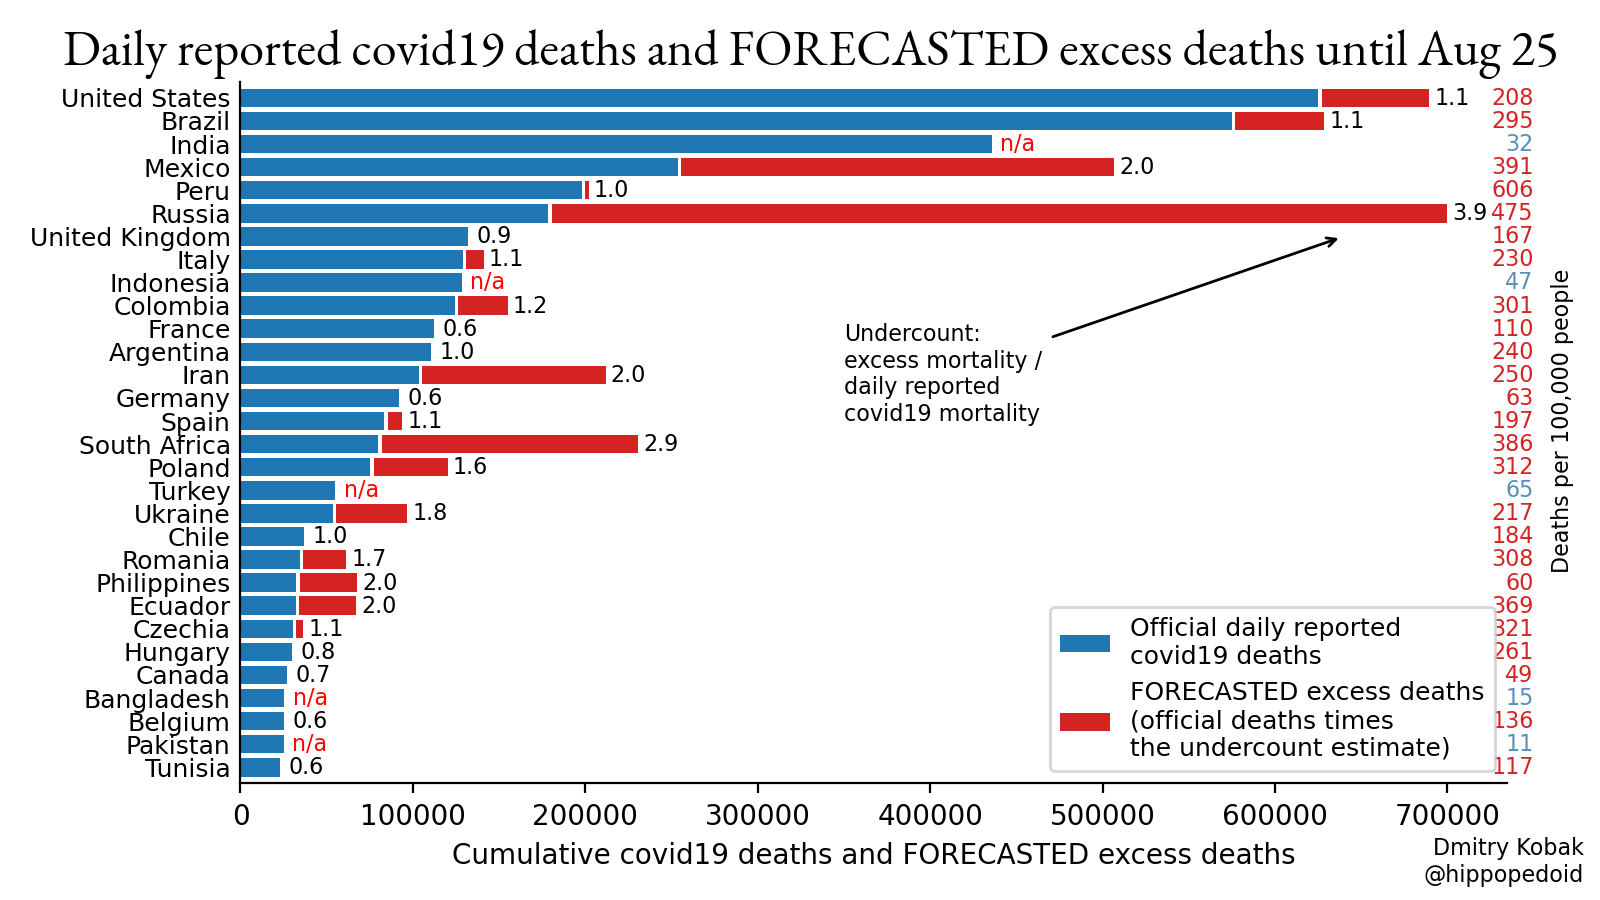 Daily reported covid19 deaths and FORECASTED excess deaths until Aug 25
United States 1.1 208
Brazil 1.1 295
India n/a 32
Mexico 2.0 391
Peru 1.0 606
Russia 3.9 475
United Kingdom 0.9 167
Italy 1.1 230
Indonesia n/a 47
Colombia 1.2 301
France 0.6 110
Argentina 1.0 240
Iran 2.0 250
Germany 0.6 63
Spain 1.1 197
South Africa 2.9 386
Poland 1.6 312
Turkey n/a 65
Ukraine 1.8 217
Chile 1.0 184
Romania 1.7 308
Philippines 2.0 60
Ecuador 2.0 369
Czechia 1.1 321
Hungary 0.8 261
Canada 0.7 49
Bangladesh n/a 15
Belgium 0.6 136
Pakistan n/a 11
Tunisia 0.6 117
Undercount:
excess mortality /
daily reported
covid19 mortality
Deaths per 100,000 people
Official daily reported
covid19 deaths
FORECASTED excess deaths
(official deaths times
the undercount estimate)
0 100000 200000 300000 400000 500000 600000 700000
Cumulative covid19 deaths and FORECASTED excess deaths
Dmitry Kobak
@hippopedoid